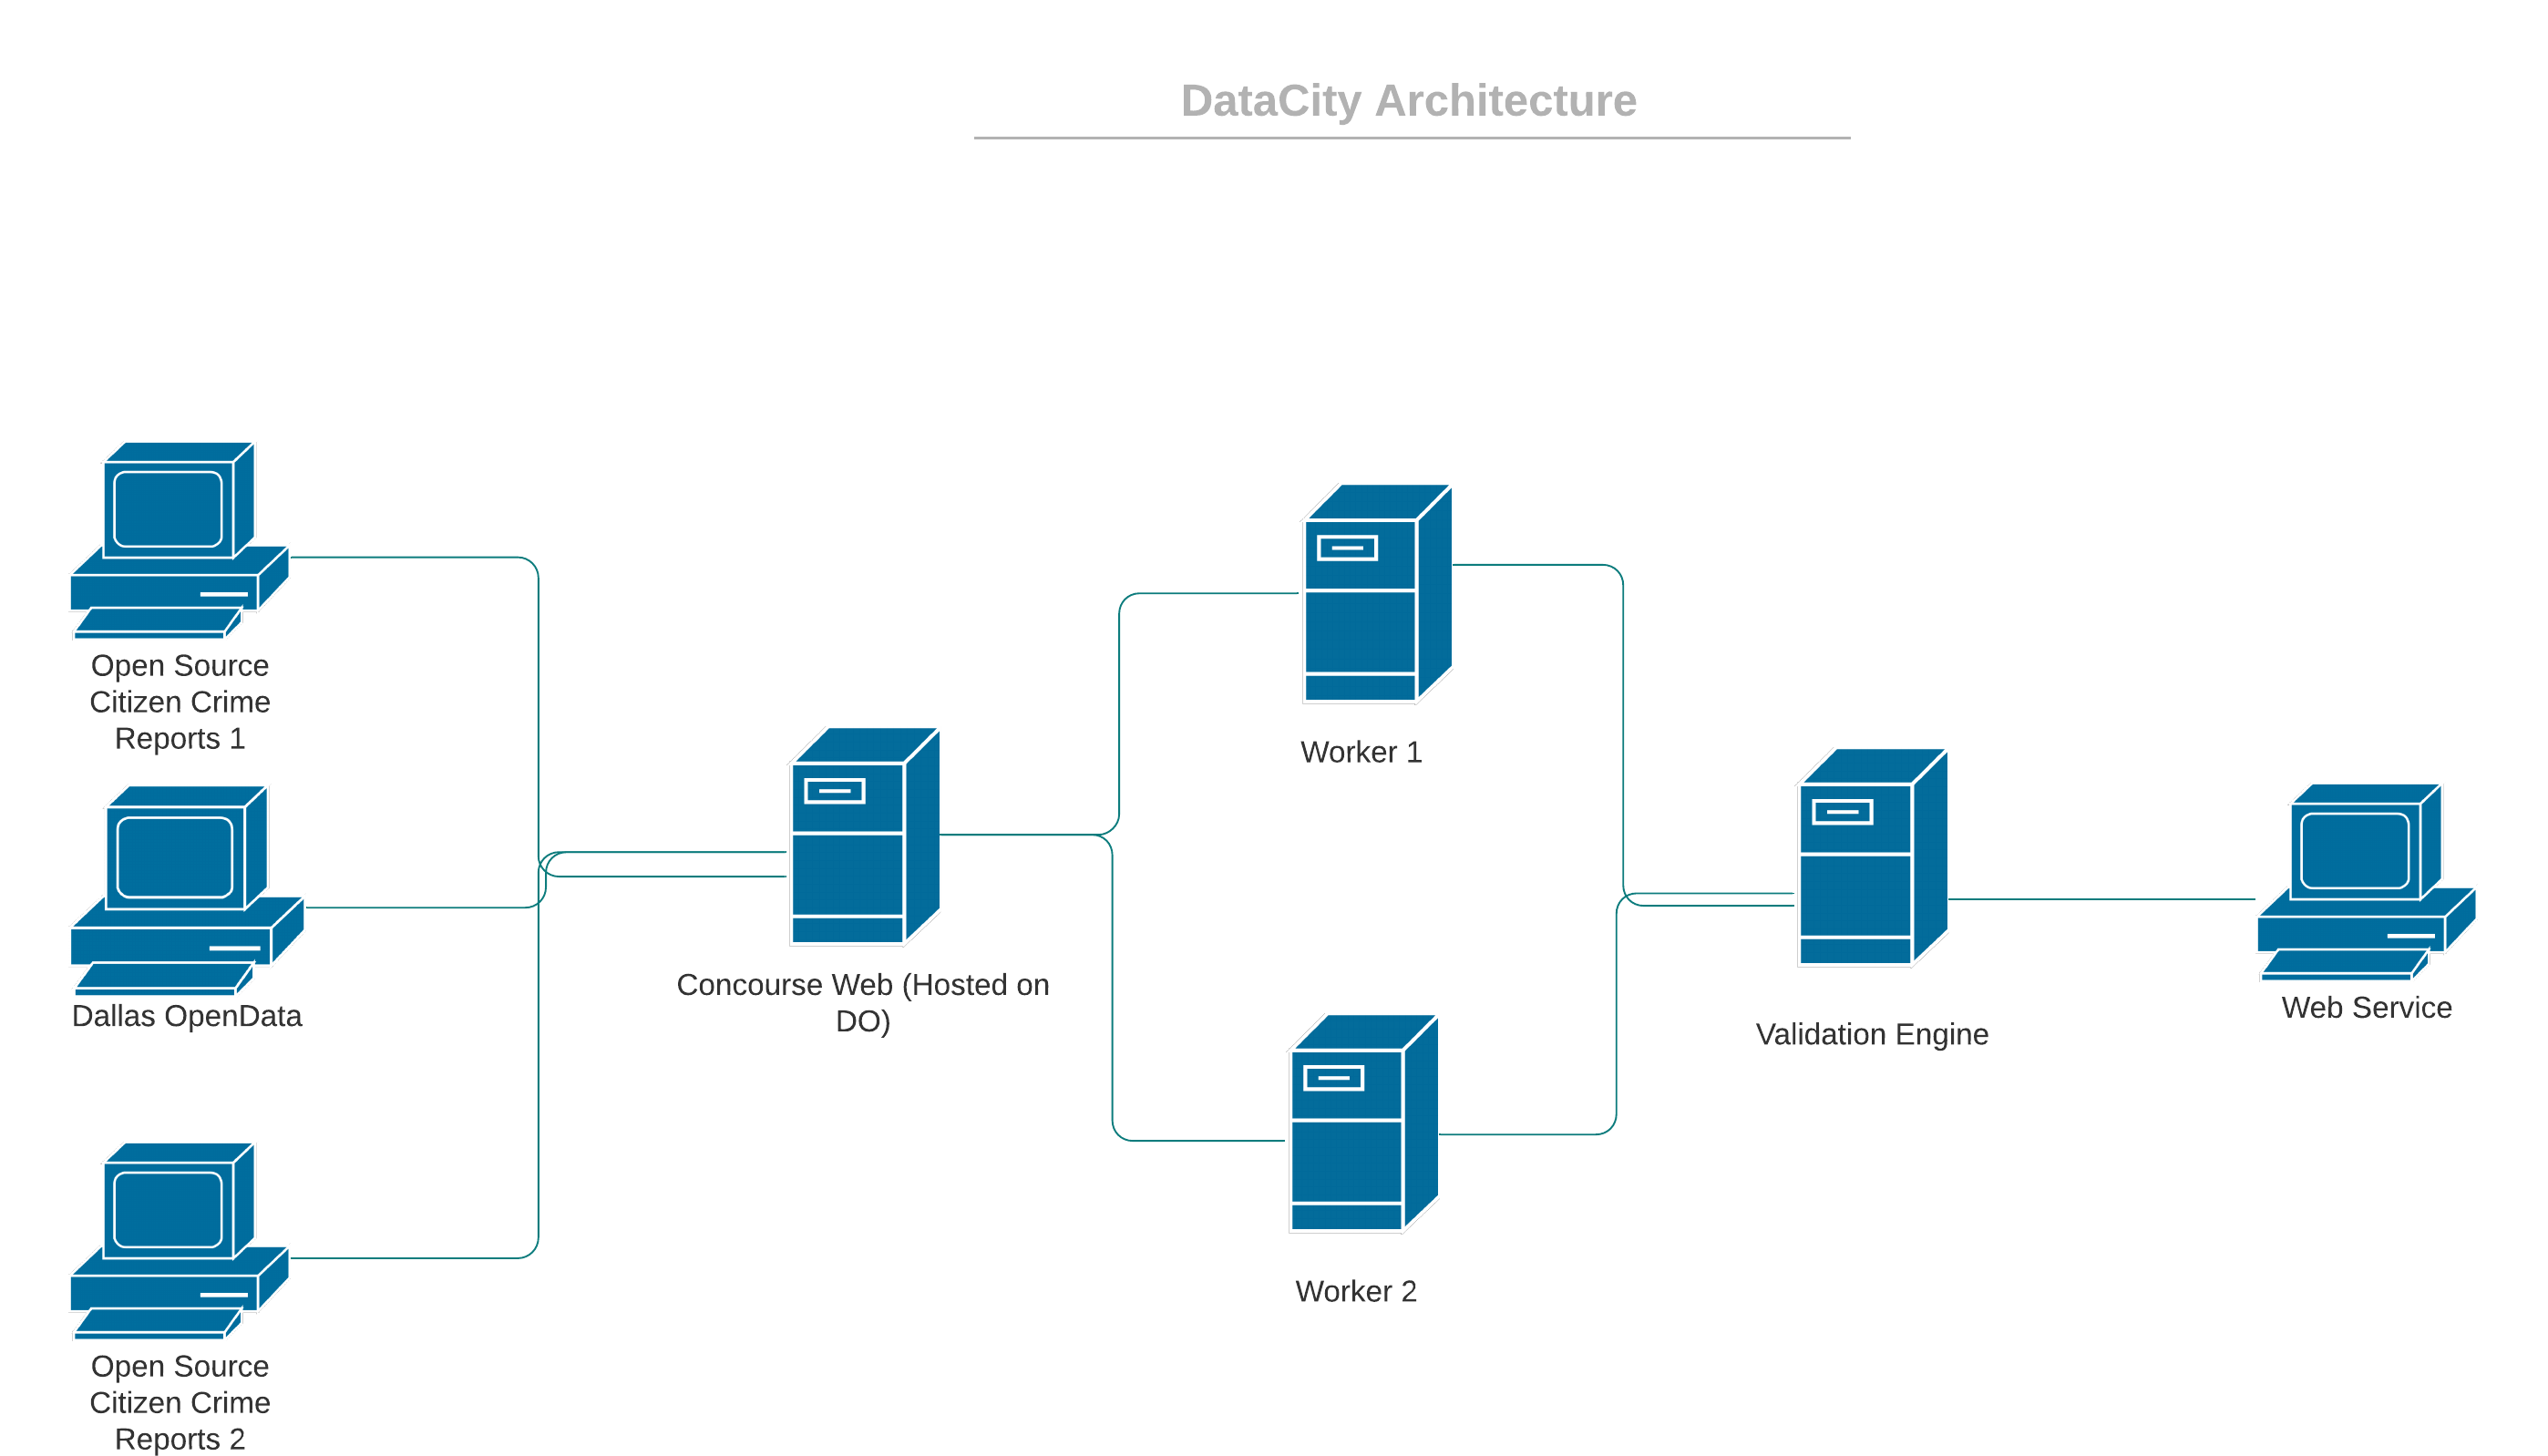 DataCity Architecture
Open Source
Citizen Crime
Reports 1
Dallas OpenData
Open Source
Citizen Crime
Reports 2
Concourse Web (Hosted on
DO)
Worker 1
Worker 2
Validation Engine
Web Service